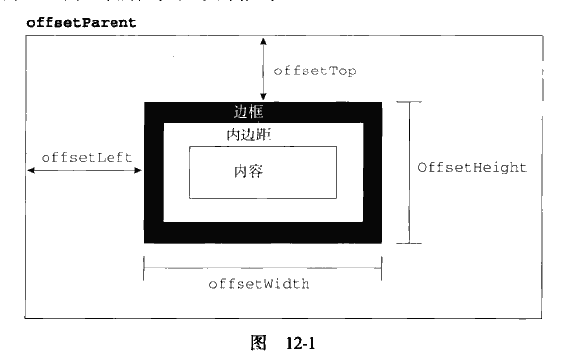 offsetParent
offsetTop
边框
内边距
offsetLeft
内容
OffsetHeight
offsetWidth
图 12-1